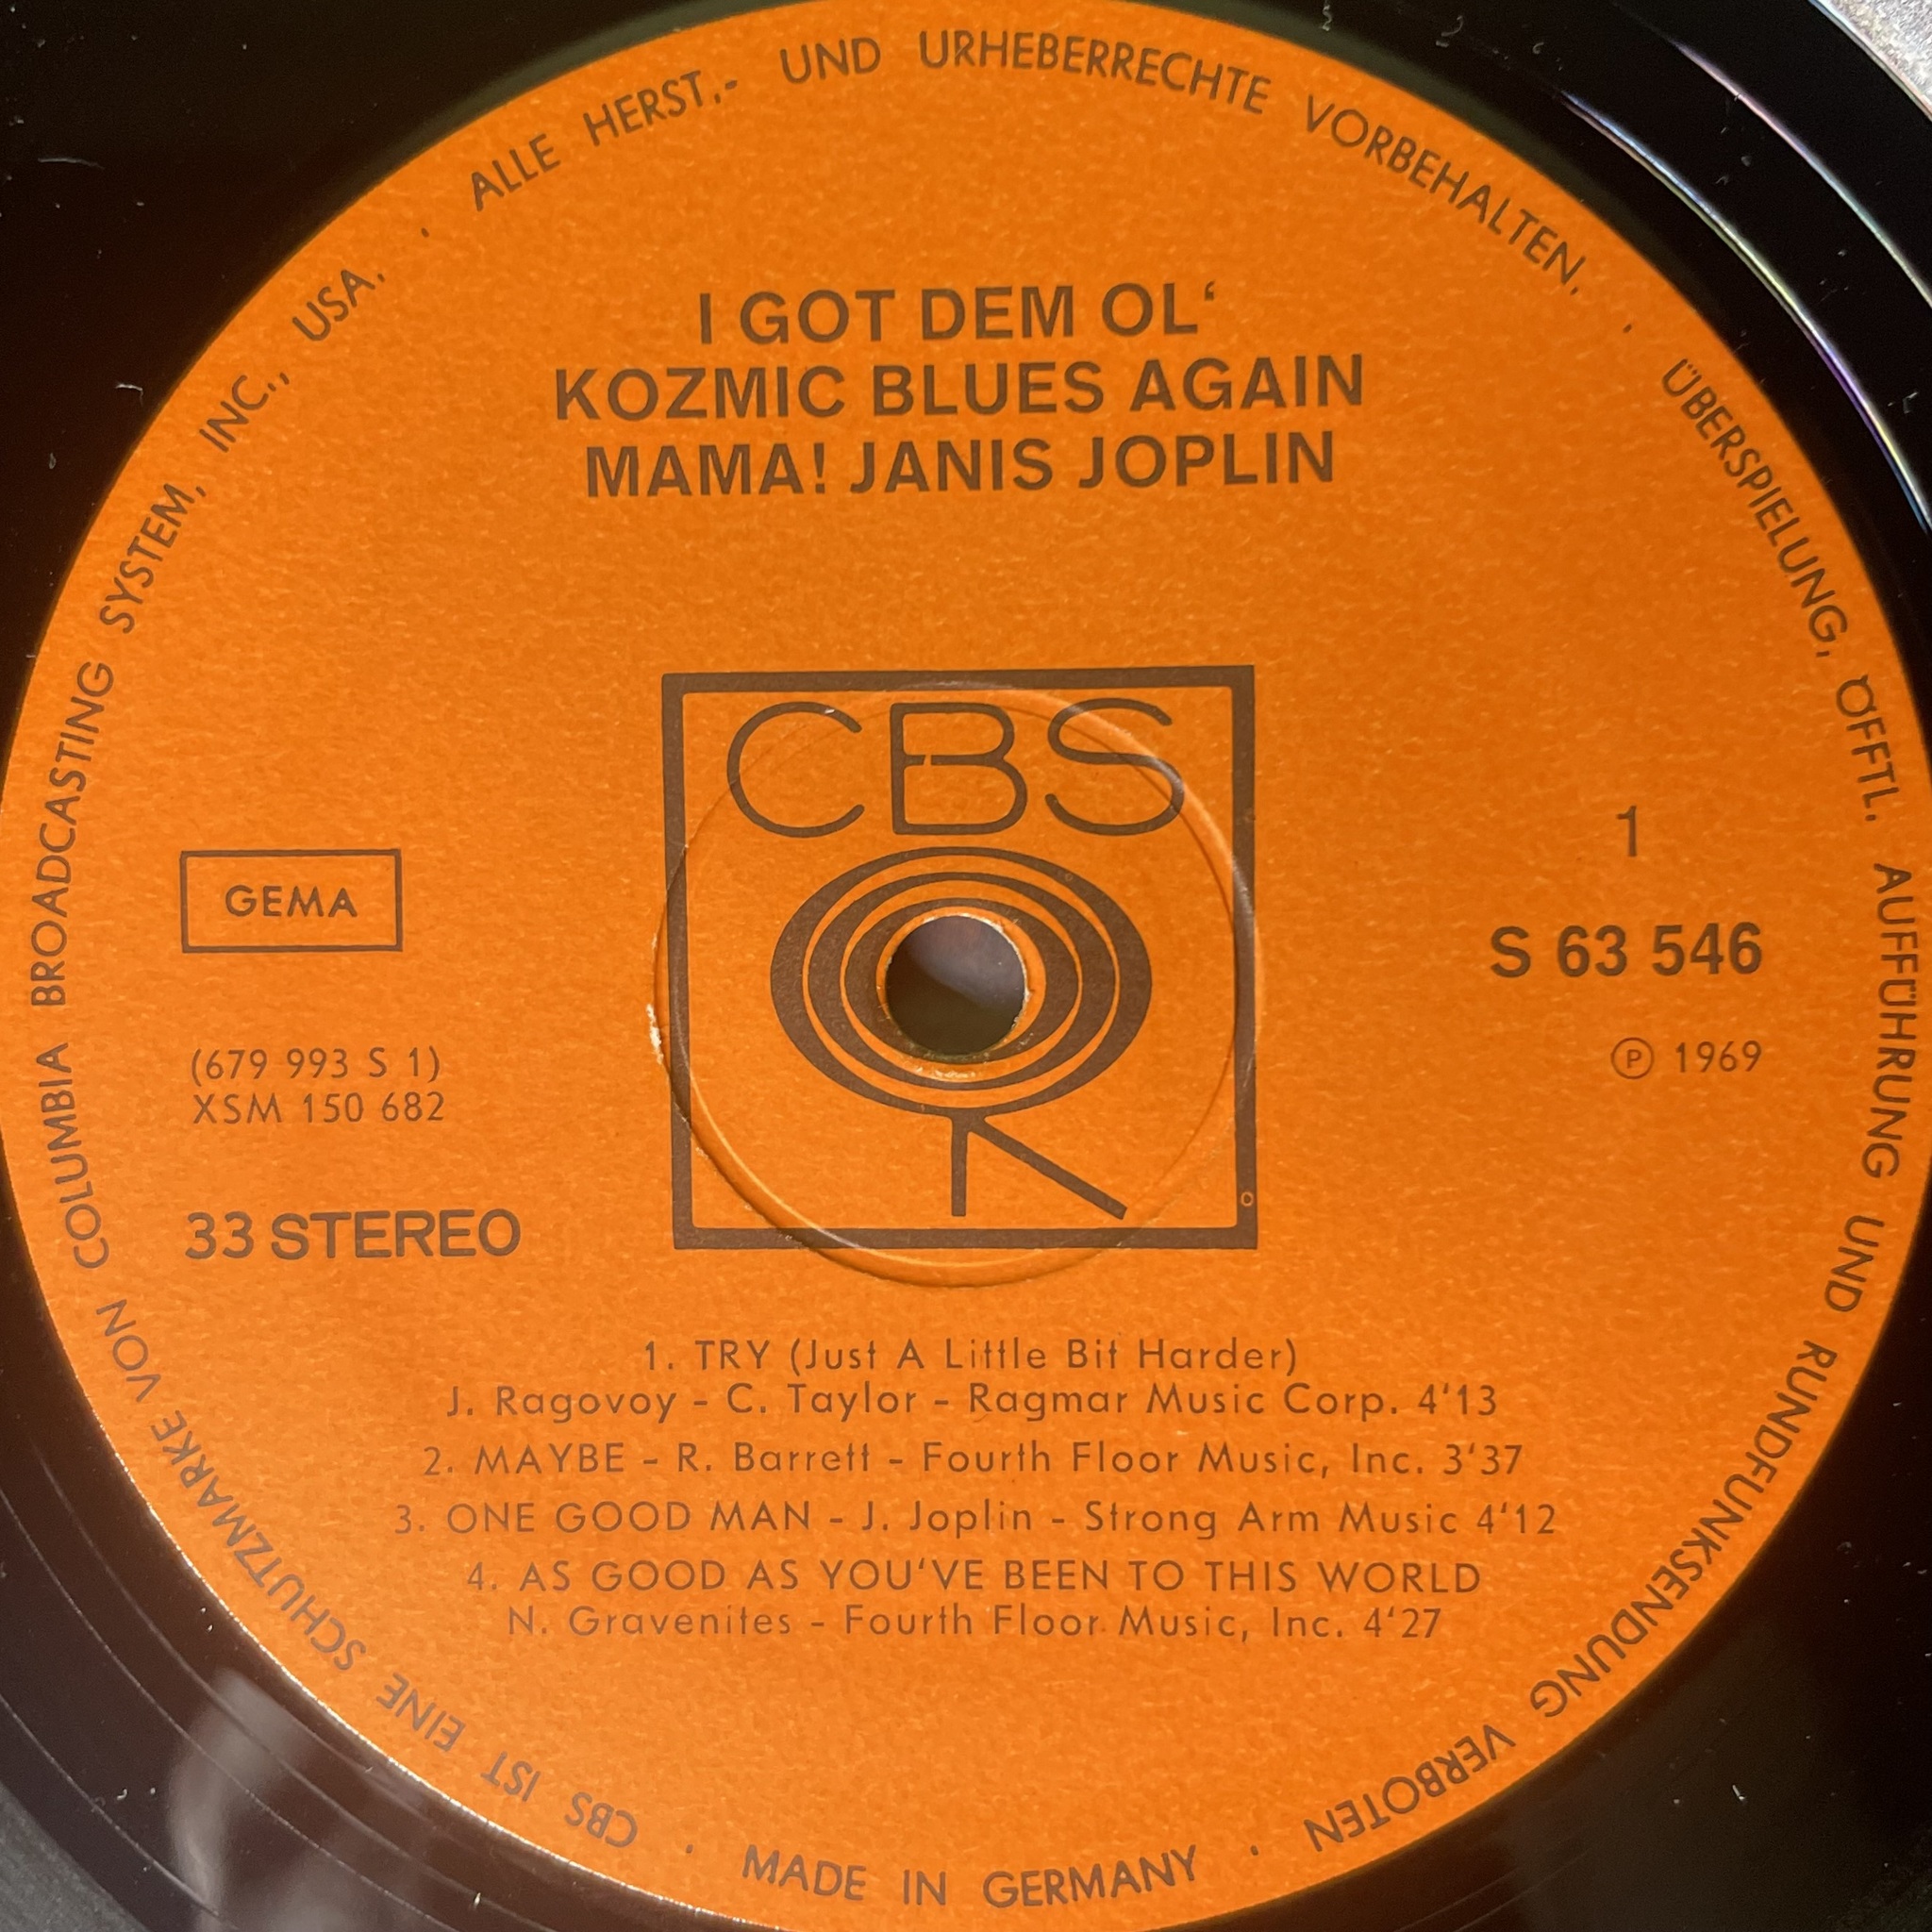 ALLE HERST.- UND URHEBERRECHTE VORBEHALTEN. · ÜBERSPIELUNG, ÖFFTL. AUFFÜHRUNG UND RUNDFUNKSENDUNG VERBOTEN · MADE IN GERMANY · CBS IST EINE SCHUTZMARKE VON COLUMBIA BROADCASTING SYSTEM, INC., USA. ·
I GOT DEM OL‘
KOZMIC BLUES AGAIN
MAMA! JANIS JOPLIN
CBS
1
GEMA
S 63 546
(679 993 S 1)
℗ 1969
XSM 150 682
33 STEREO
1. TRY (Just A Little Bit Harder)
J. Ragovoy - C. Taylor - Ragmar Music Corp. 4‘13
2. MAYBE - R. Barrett - Fourth Floor Music, Inc. 3‘37
3. ONE GOOD MAN - J. Joplin - Strong Arm Music 4‘12
4. AS GOOD AS YOU‘VE BEEN TO THIS WORLD
N. Gravenites - Fourth Floor Music, Inc. 4‘27